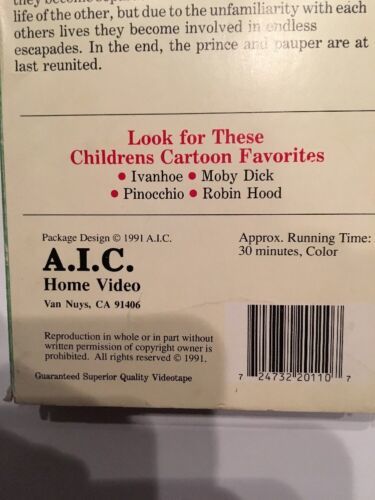 they become sepa
life of the other, but due to the unfamiliarity with each
others lives they become involved in endless
escapades. In the end, the prince and pauper are at
last reunited.
Look for These
Childrens Cartoon Favorites
• Ivanhoe • Moby Dick
• Pinocchio • Robin Hood
Package Design © 1991 A.I.C.
A.I.C.
Home Video
Van Nuys, CA 91406
Approx. Running Time:
30 minutes, Color
Reproduction in whole or in part without
written permission of copyright owner is
prohibited. All rights reserved © 1991.
Guaranteed Superior Quality Videotape
7 24732 20110 7